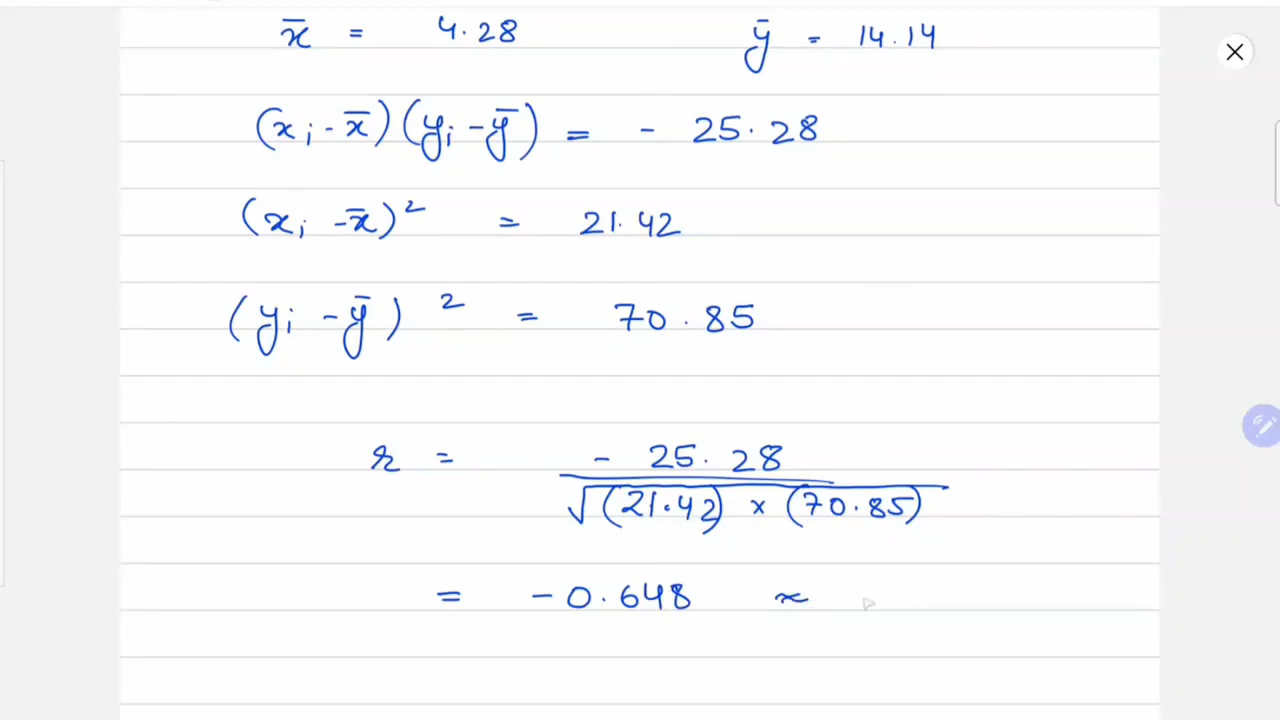 x̄ = 4.28 ȳ = 14.14
(xᵢ - x̄)(yᵢ - ȳ) = - 25.28
(xᵢ - x̄)² = 21.42
(yᵢ - ȳ)² = 70.85
r = - 25.28
√(21.42) × (70.85)
= - 0.648 ≈